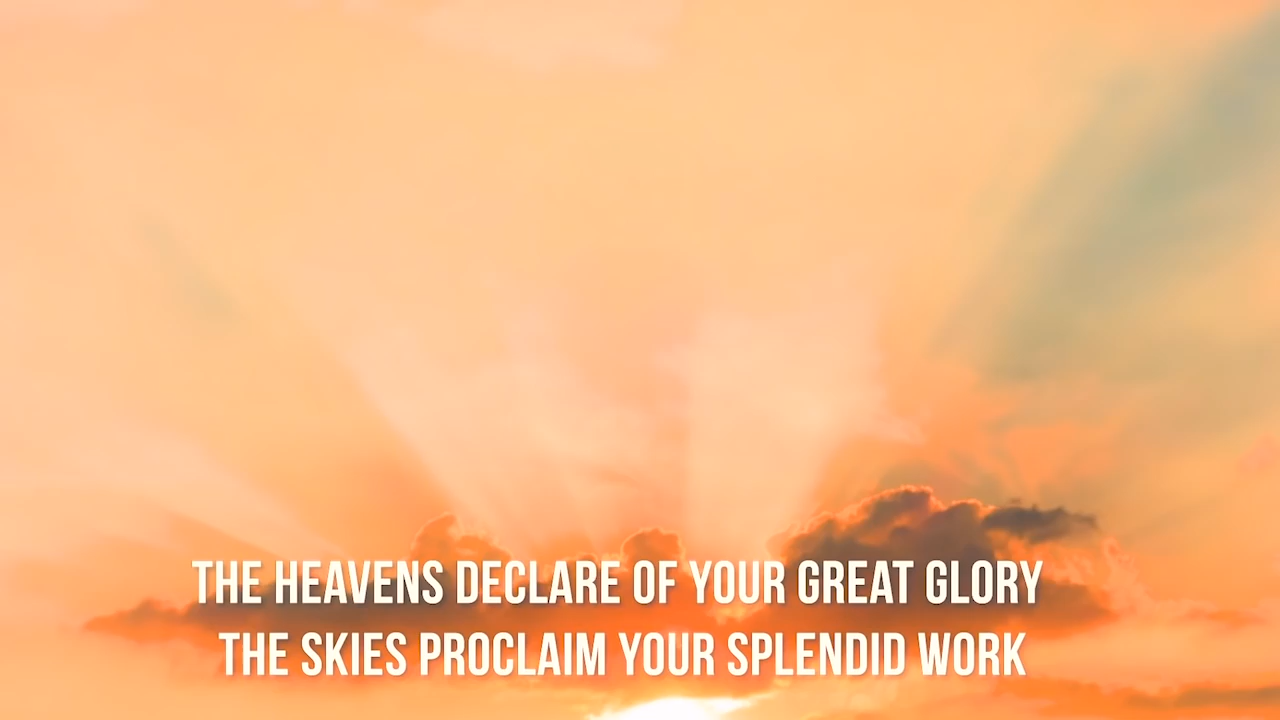 THE HEAVENS DECLARE OF YOUR GREAT GLORY
THE SKIES PROCLAIM YOUR SPLENDID WORK